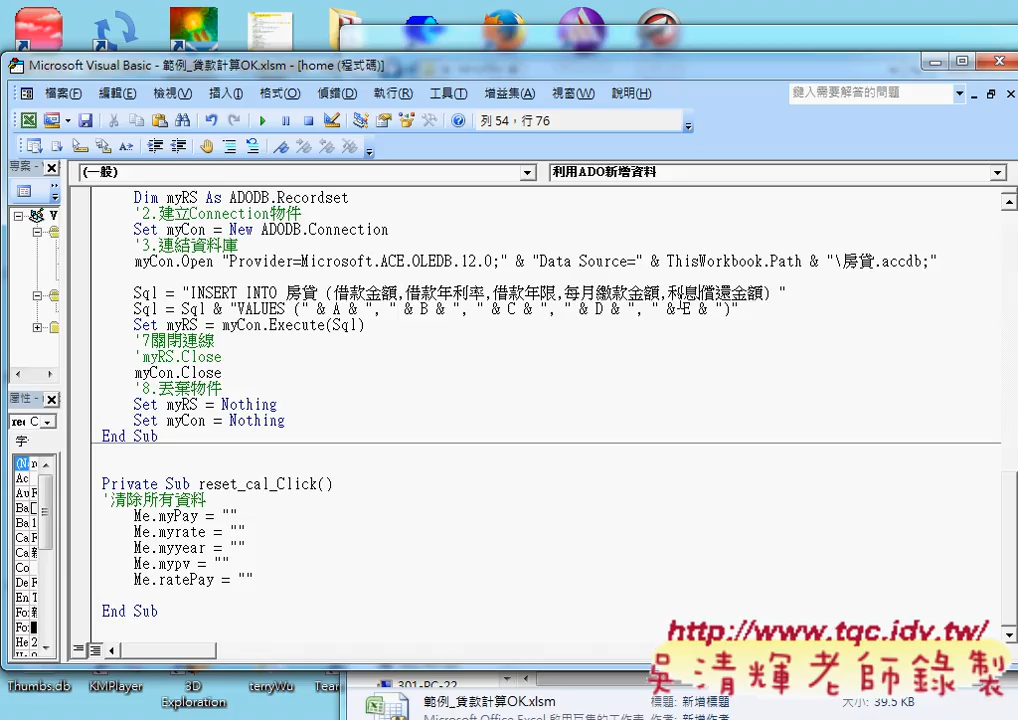 Microsoft Visual Basic - 範例_貸款計算OK.xlsm - [home (程式碼)]
檔案(F) 編輯(E) 檢視(V) 插入(I) 格式(O) 偵錯(D) 執行(R) 工具(T) 增益集(A) 視窗(W) 說明(H)
鍵入需要解答的問題
列 54，行 76
專案 -
(一般)
利用ADO新增資料
Dim myRS As ADODB.Recordset
'2.建立Connection物件
Set myCon = New ADODB.Connection
'3.連結資料庫
myCon.Open "Provider=Microsoft.ACE.OLEDB.12.0;" & "Data Source=" & ThisWorkbook.Path & "\房貸.accdb;"
Sql = "INSERT INTO 房貸 (借款金額,借款年利率,借款年限,每月繳款金額,利息償還金額) "
Sql = Sql & "VALUES (" & A & ", " & B & ", " & C & ", " & D & ", " & E & ")"
Set myRS = myCon.Execute(Sql)
'7關閉連線
'myRS.Close
myCon.Close
'8.丟棄物件
Set myRS = Nothing
Set myCon = Nothing
End Sub
Private Sub reset_cal_Click()
'清除所有資料
Me.myPay = ""
Me.myrate = ""
Me.myyear = ""
Me.mypv = ""
Me.ratePay = ""
End Sub
屬性 -
http://www.tqc.idv.tw/
吳清輝老師錄製
Thumbs.db
KMPlayer
3D
Exploration
terryWu
301-PC-22
範例_貸款計算OK.xlsm
標題: 新增標題
大小: 39.5 KB